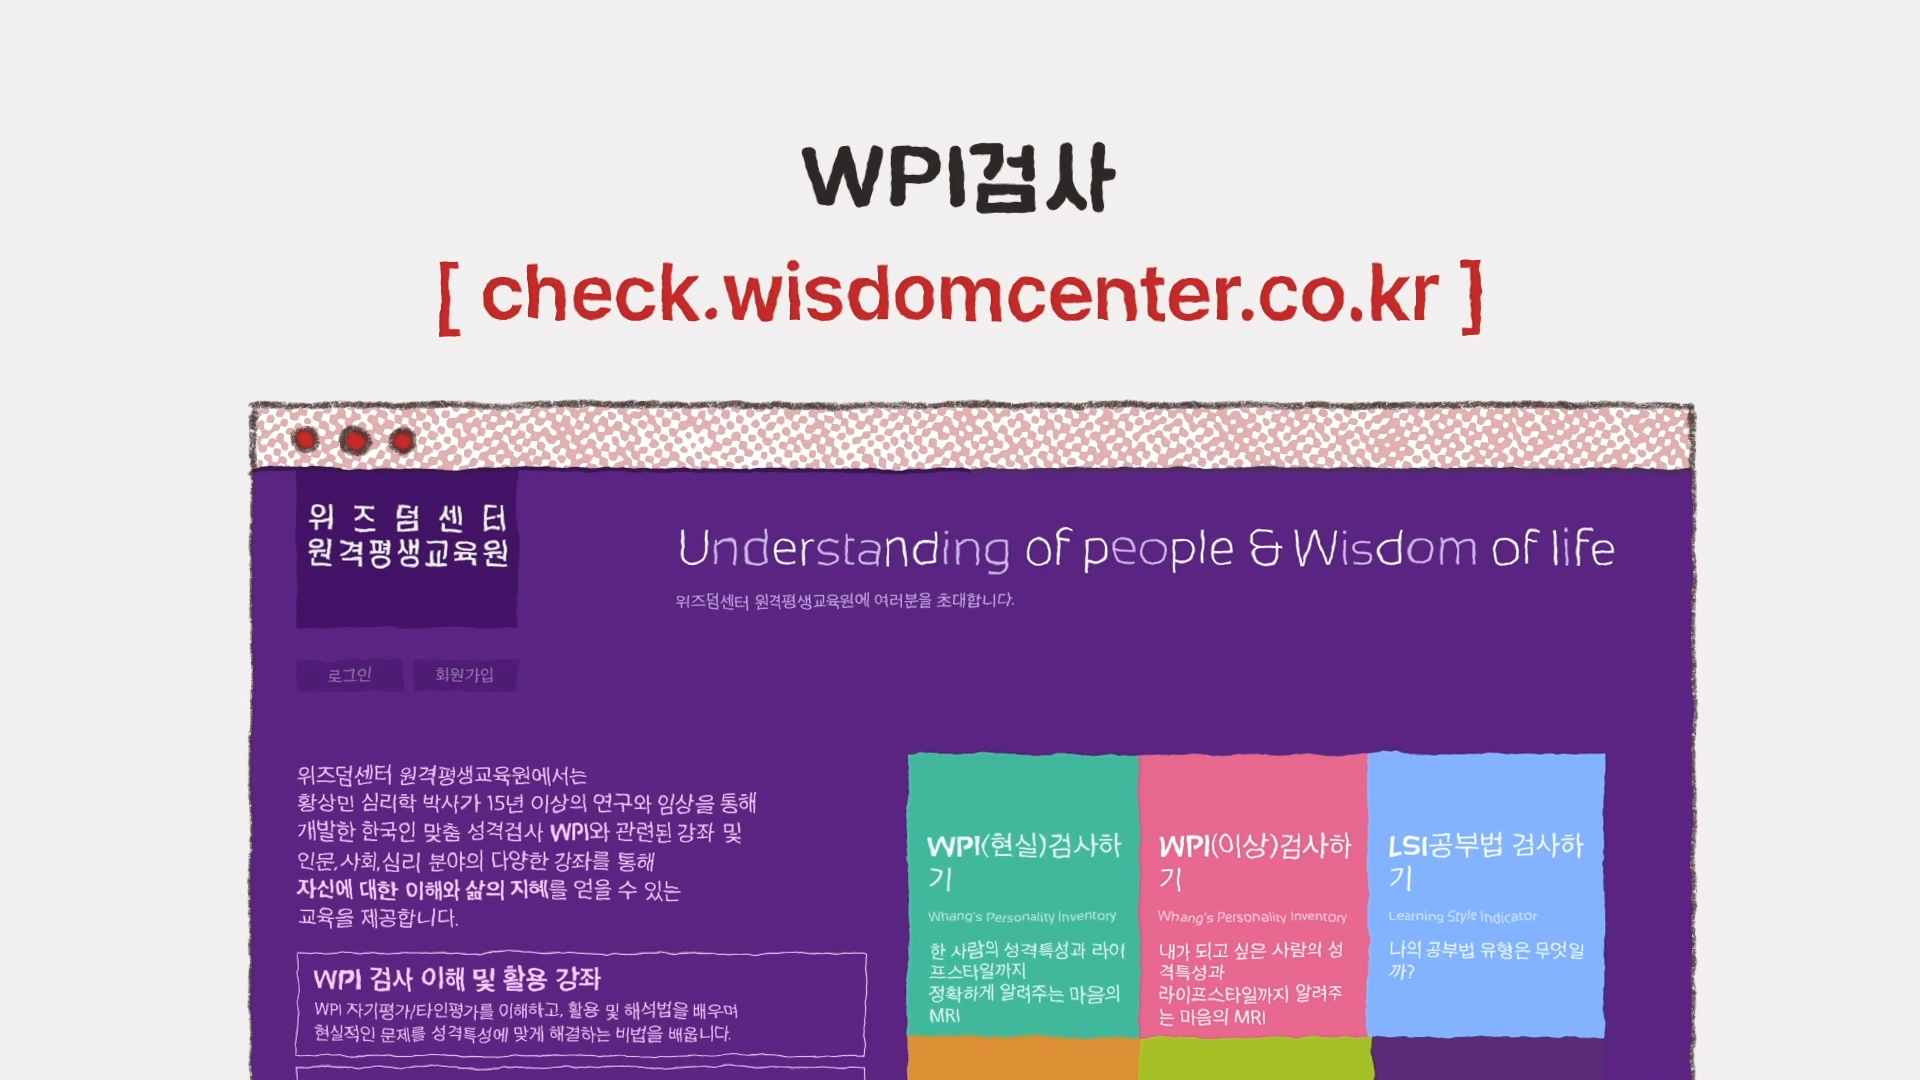 WPI검사
[ check.wisdomcenter.co.kr ]
위즈덤센터
원격평생교육원
Understanding of people & Wisdom of life
위즈덤센터 원격평생교육원에 여러분을 초대합니다.
로그인
회원가입
위즈덤센터 원격평생교육원에서는
황상민 심리학 박사가 15년 이상의 연구와 임상을 통해
개발한 한국인 맞춤 성격검사 WPI와 관련된 강좌 및
인문,사회,심리 분야의 다양한 강좌를 통해
자신에 대한 이해와 삶의 지혜를 얻을 수 있는
교육을 제공합니다.
WPI 검사 이해 및 활용 강좌
WPI 자기평가/타인평가를 이해하고, 활용 및 해석법을 배우며
현실적인 문제를 성격특성에 맞게 해결하는 비법을 배웁니다.
WPI(현실)검사하
기
Whang's Personality Inventory
한 사람의 성격특성과 라이
프스타일까지
정확하게 알려주는 마음의
MRI
WPI(이상)검사하
기
Whang's Personality Inventory
내가 되고 싶은 사람의 성
격특성과
라이프스타일까지 알려주
는 마음의 MRI
LSI공부법 검사하
기
Learning Style Indicator
나의 공부법 유형은 무엇일
까?